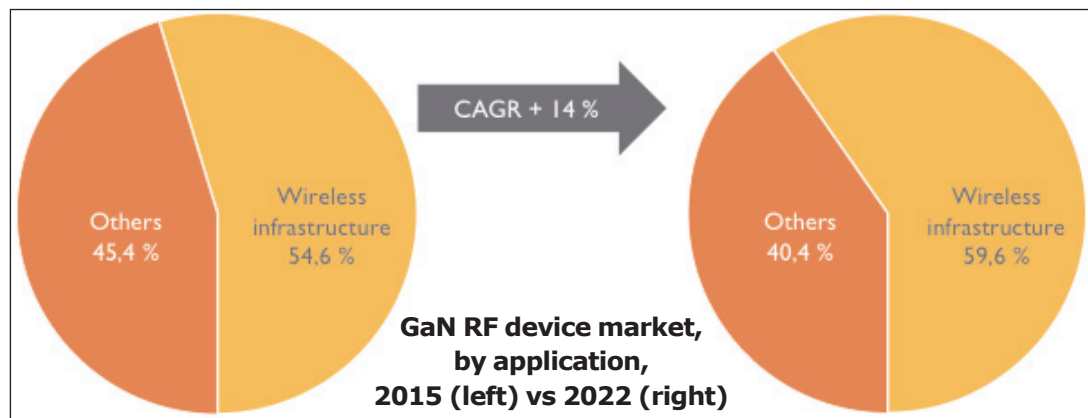 Others
45,4 %
Wireless
infrastructure
54,6 %
CAGR + 14 %
Others
40,4 %
Wireless
infrastructure
59,6 %
GaN RF device market,
by application,
2015 (left) vs 2022 (right)